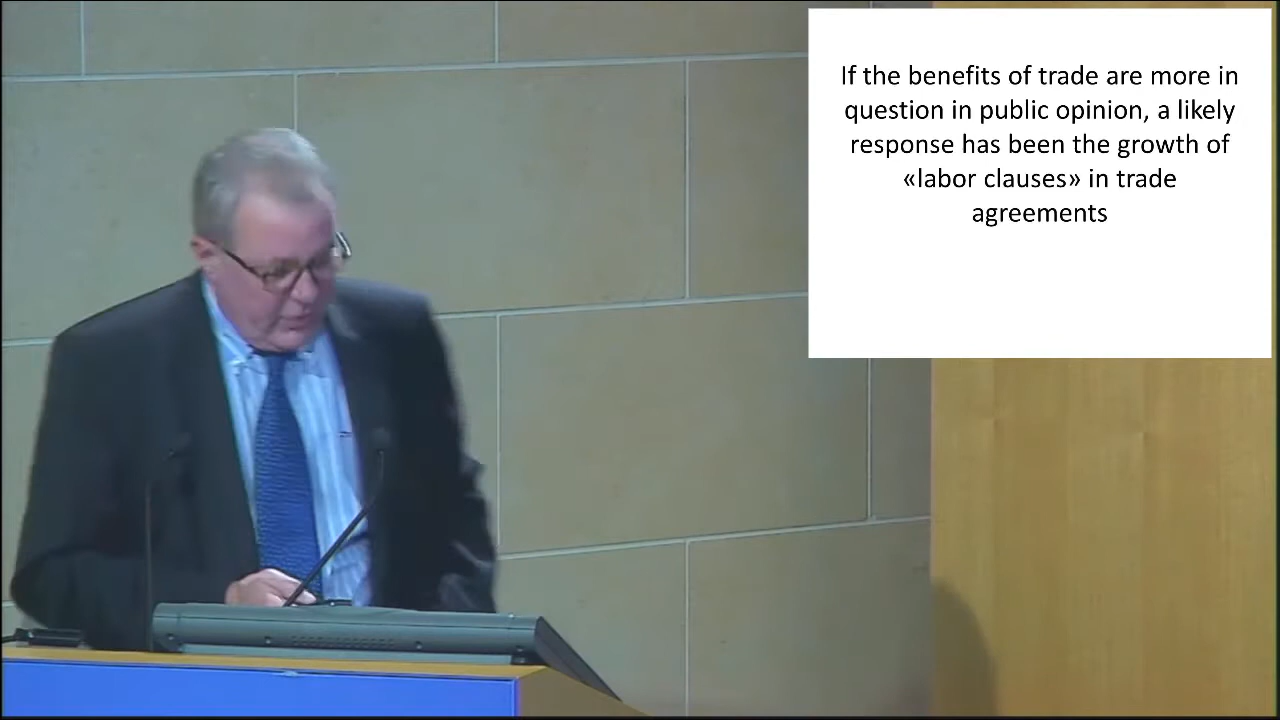 If the benefits of trade are more in
question in public opinion, a likely
response has been the growth of
«labor clauses» in trade
agreements